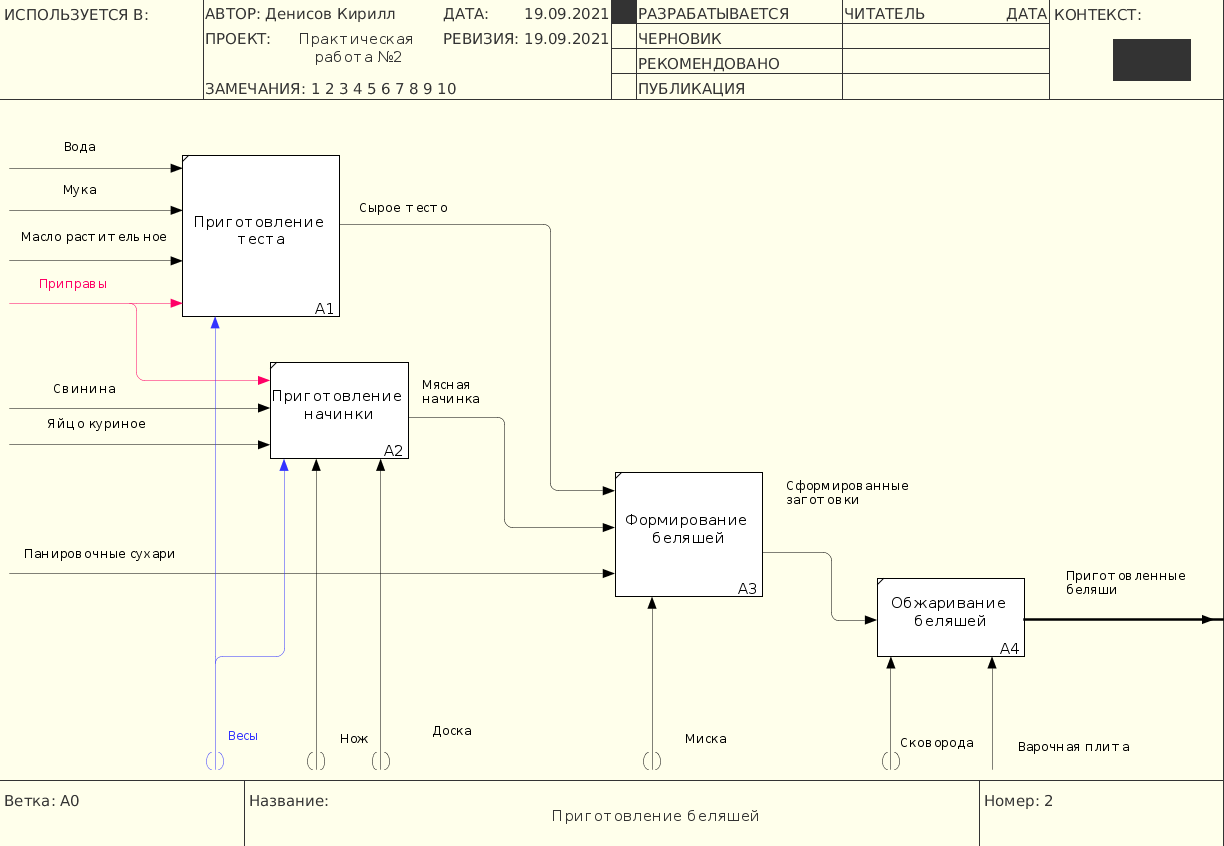 ИСПОЛЬЗУЕТСЯ В:
АВТОР: Денисов Кирилл
ДАТА: 19.09.2021
ПРОЕКТ: Практическая
работа №2
РЕВИЗИЯ: 19.09.2021
ЗАМЕЧАНИЯ: 1 2 3 4 5 6 7 8 9 10
РАЗРАБАТЫВАЕТСЯ
ЧЕРНОВИК
РЕКОМЕНДОВАНО
ПУБЛИКАЦИЯ
ЧИТАТЕЛЬ ДАТА
КОНТЕКСТ:
Вода
Мука
Масло растительное
Приправы
Приготовление
теста
A1
Сырое тесто
Свинина
Яйцо куриное
Приготовление
начинки
A2
Мясная
начинка
Панировочные сухари
Формирование
беляшей
A3
Сформированные
заготовки
Обжаривание
беляшей
A4
Приготовленные
беляши
Весы
Нож
Доска
Миска
Сковорода
Варочная плита
Ветка: A0
Название:
Приготовление беляшей
Номер: 2